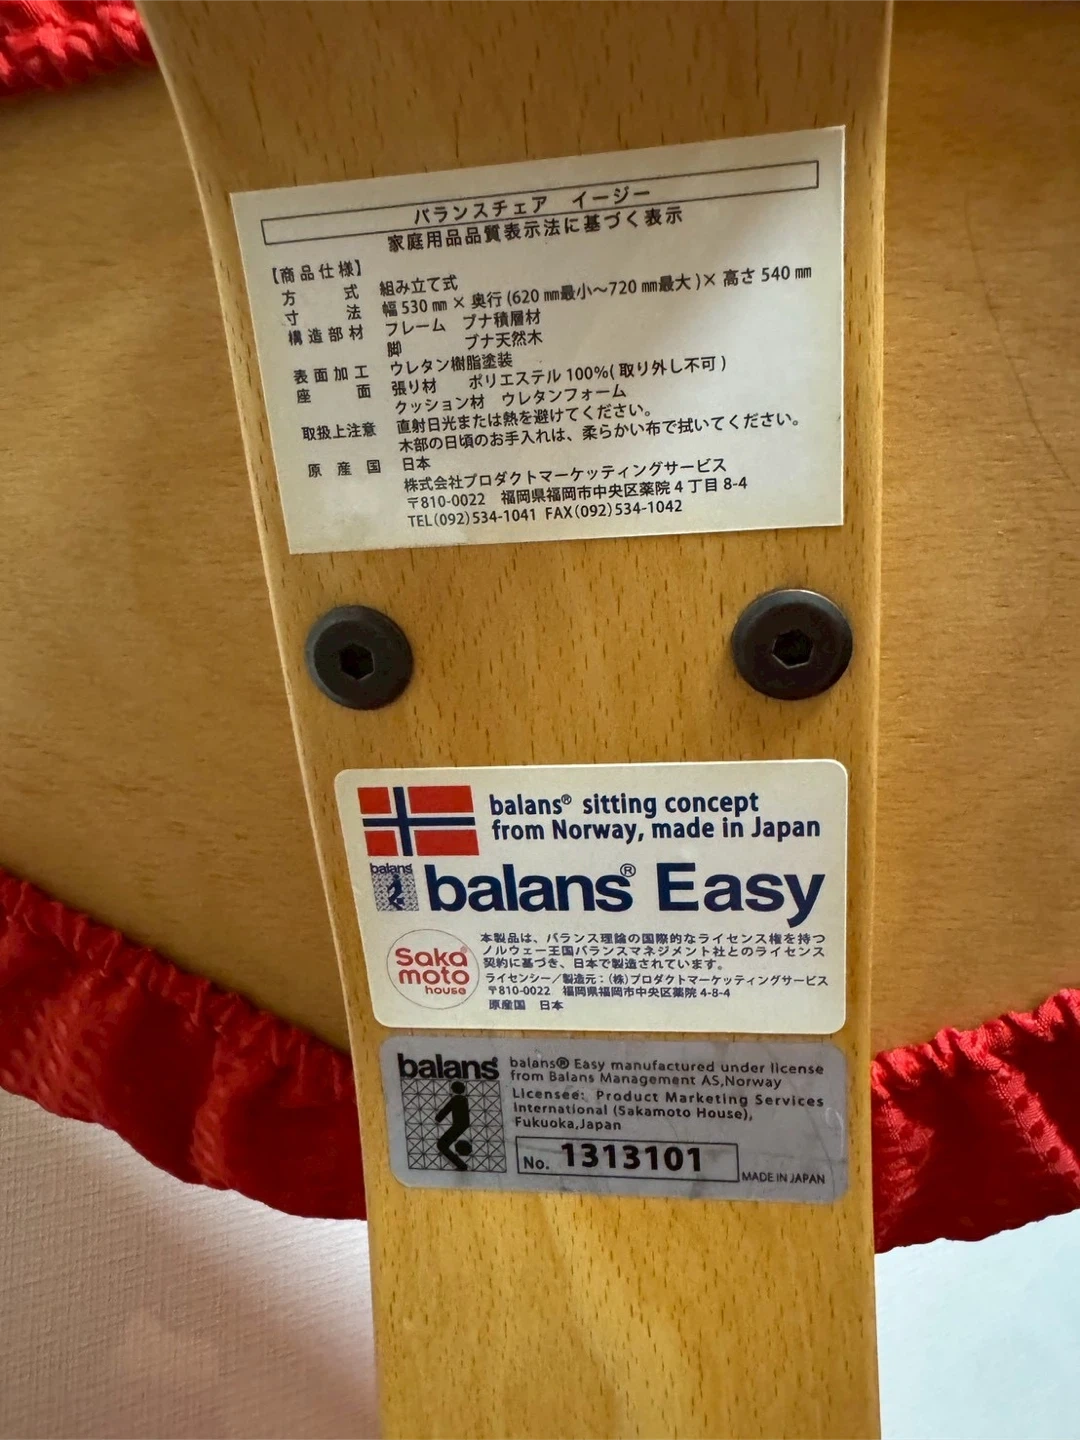 バランスチェア　イージー
家庭用品品質表示法に基づく表示
【商品仕様】
方　　　式　組み立て式
寸　　　法　幅 530 ㎜ × 奥行 (620 ㎜最小～720 ㎜最大 )× 高さ 540 ㎜
構造部材　フレーム　ブナ積層材
脚　　　　ブナ天然木
表面加工　ウレタン樹脂塗装
座　　　面　張り材　　ポリエステル 100%( 取り外し不可 )
クッション材　ウレタンフォーム
取扱上注意　直射日光または熱を避けてください。
木部の日頃のお手入れは、柔らかい布で拭いてください。
原 産 国　日本
株式会社プロダクトマーケッティングサービス
〒810-0022　福岡県福岡市中央区薬院 4 丁目 8-4
TEL(092)534-1041 FAX(092)534-1042
balans® sitting concept
from Norway, made in Japan
balans
balans® Easy
Saka®
moto
house
本製品は、バランス理論の国際的なライセンス権を持つ
ノルウェー王国バランスマネジメント社とのライセンス
契約に基づき、日本で製造されています。
ライセンシー／製造元：(株)プロダクトマーケッティングサービス
〒810-0022　福岡県福岡市中央区薬院 4-8-4
原産国　日本
balans®
balans® Easy manufactured under license
from Balans Management AS,Norway
Licensee: Product Marketing Services
International (Sakamoto House),
Fukuoka,Japan
No. 1313101
MADE IN JAPAN